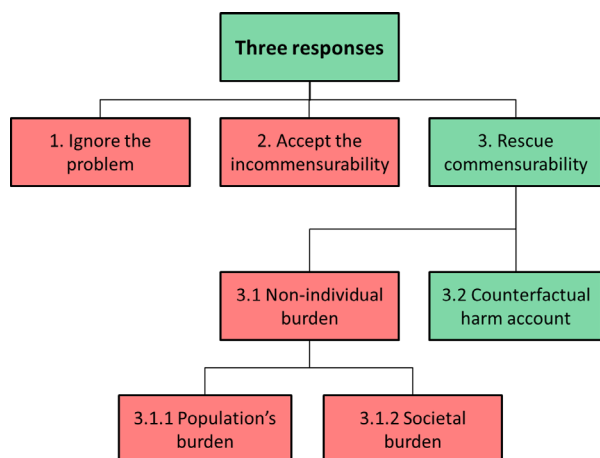 Three responses
1. Ignore the
problem
2. Accept the
incommensurability
3. Rescue
commensurability
3.1 Non-individual
burden
3.2 Counterfactual
harm account
3.1.1 Population’s
burden
3.1.2 Societal
burden